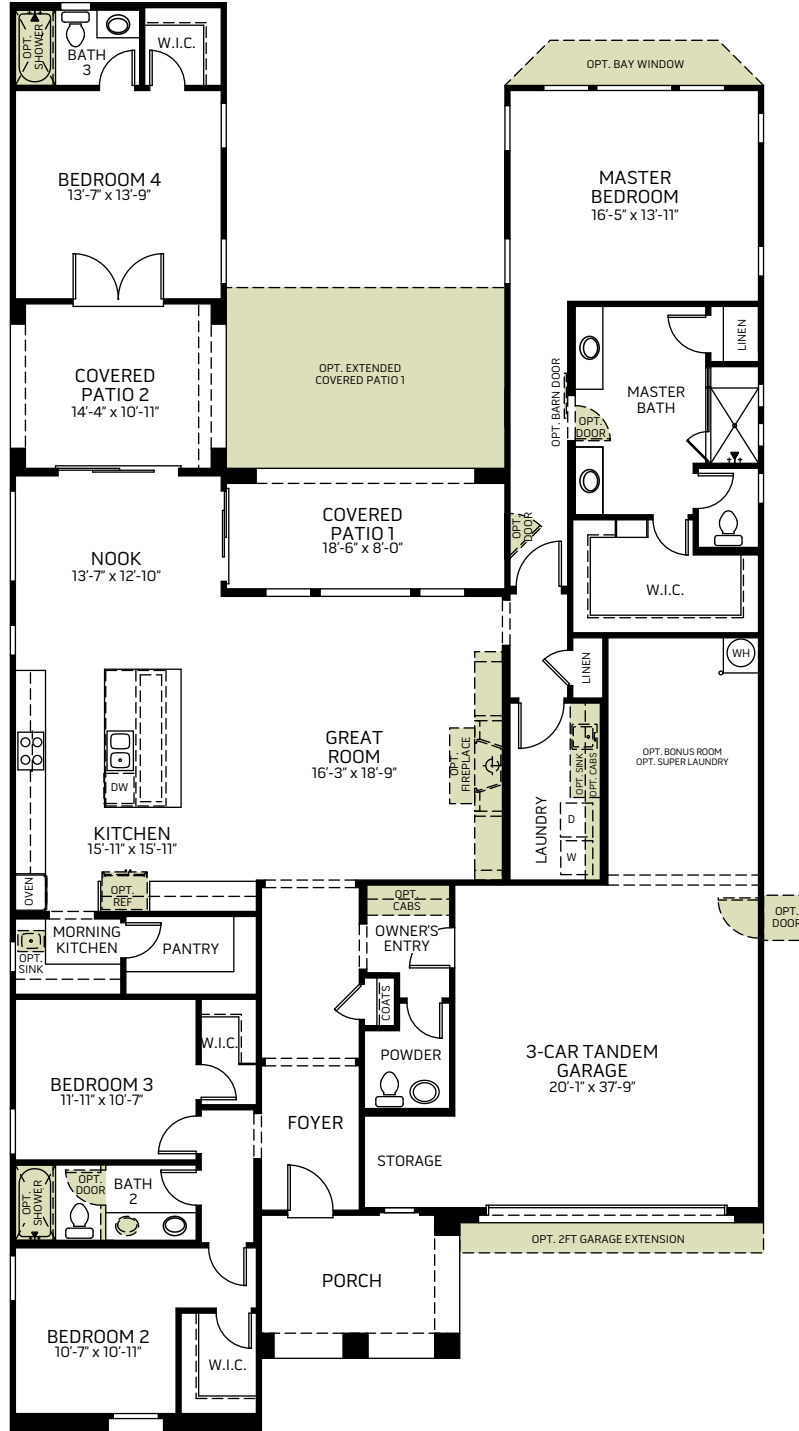 OPT.
SHOWER
BATH
3
W.I.C.
OPT. BAY WINDOW
BEDROOM 4
13'-7" x 13'-9"
MASTER
BEDROOM
16'-5" x 13'-11"
COVERED
PATIO 2
14'-4" x 10'-11"
OPT. EXTENDED
COVERED PATIO 1
OPT. BARN DOOR
LINEN
MASTER
BATH
OPT.
DOOR
COVERED
PATIO 1
18'-6" x 8'-0"
OPT.
DOOR
NOOK
13'-7" x 12'-10"
W.I.C.
LINEN
WH
GREAT
ROOM
16'-3" x 18'-9"
OPT.
FIREPLACE
OPT. SINK
OPT. CABS
OPT. BONUS ROOM
OPT. SUPER LAUNDRY
DW
LAUNDRY
D
W
KITCHEN
15'-11" x 15'-11"
OVEN
OPT.
REF
OPT.
CABS
OPT.
DOOR
MORNING
KITCHEN
OPT.
SINK
PANTRY
OWNER'S
ENTRY
COATS
W.I.C.
POWDER
3-CAR TANDEM
GARAGE
20'-1" x 37'-9"
BEDROOM 3
11'-11" x 10'-7"
FOYER
STORAGE
OPT.
SHOWER
OPT.
DOOR
BATH
2
OPT. 2FT GARAGE EXTENSION
PORCH
BEDROOM 2
10'-7" x 10'-11"
W.I.C.